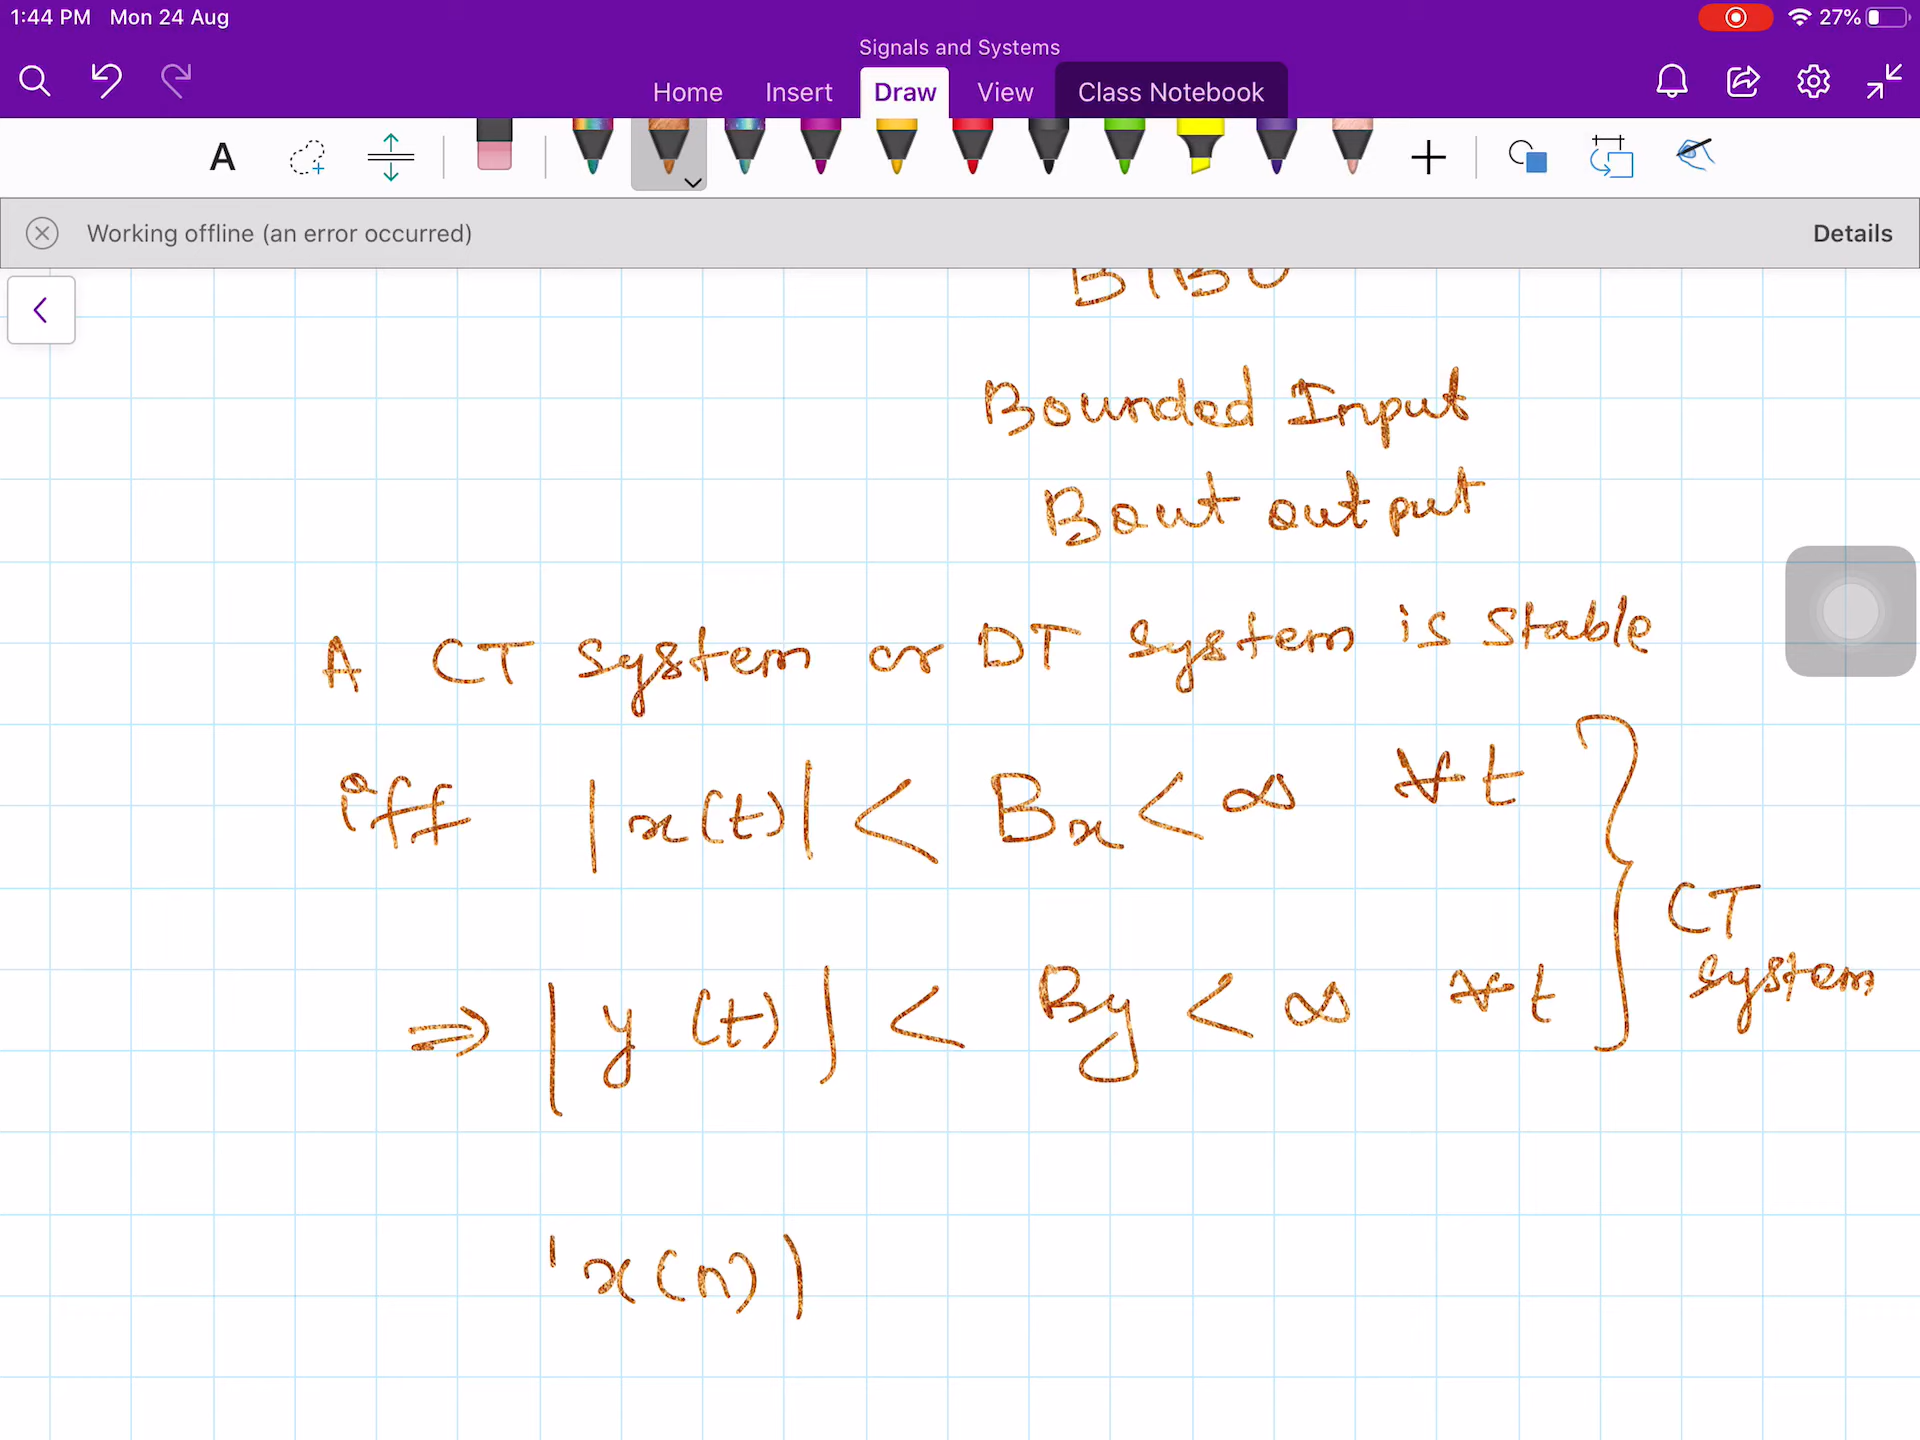 1:44 PM Mon 24 Aug 27%
Signals and Systems
Home Insert Draw View Class Notebook
A
Working offline (an error occurred) Details
BIBO
Bounded Input
Bout output
A CT System or DT System is Stable
iff |x(t)| < Bx < ∞ ∀t
CT
system
⇒ |y(t)| < By < ∞ ∀t
|x(n)|